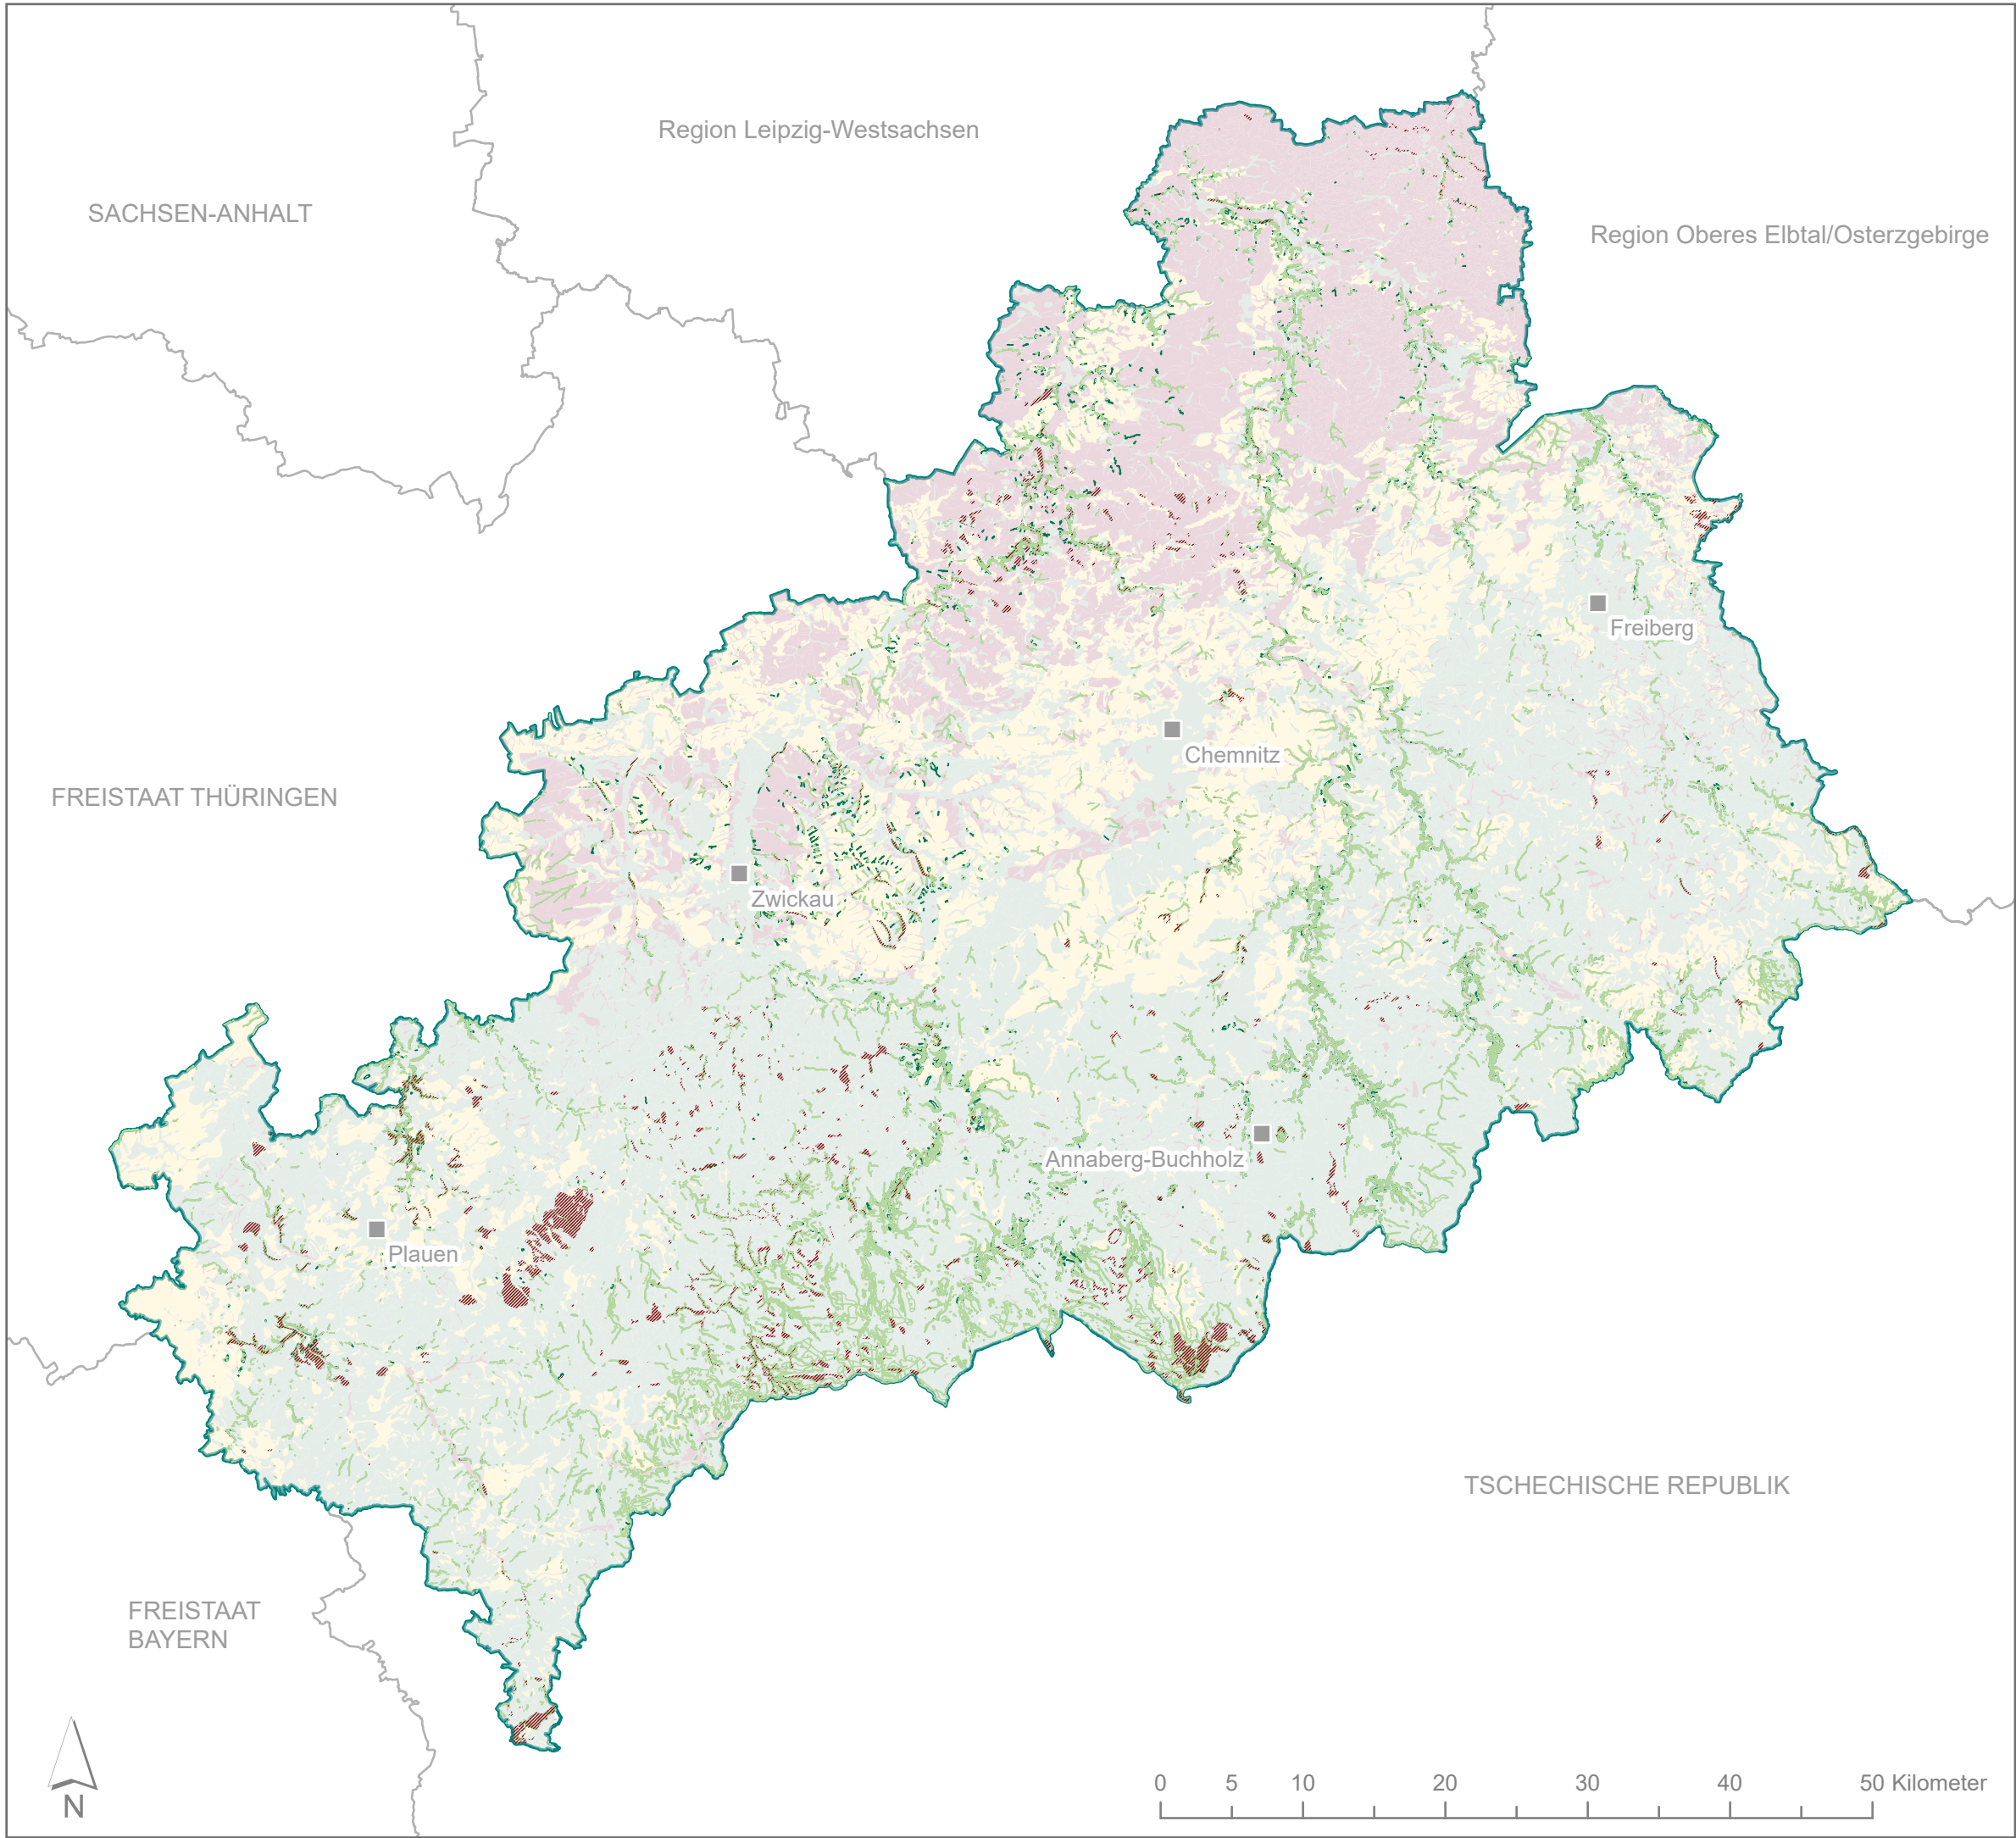 Region Leipzig-Westsachsen
SACHSEN-ANHALT
Region Oberes Elbtal/Osterzgebirge
Freiberg
Chemnitz
FREISTAAT THÜRINGEN
Zwickau
Annaberg-Buchholz
Plauen
TSCHECHISCHE REPUBLIK
FREISTAAT
BAYERN
N
0 5 10 20 30 40 50 Kilometer